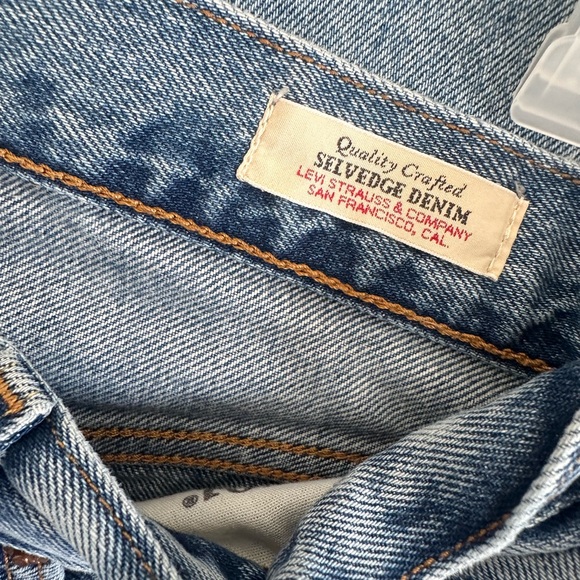 Quality Crafted
SELVEDGE DENIM
LEVI STRAUSS & COMPANY
SAN FRANCISCO, CAL.